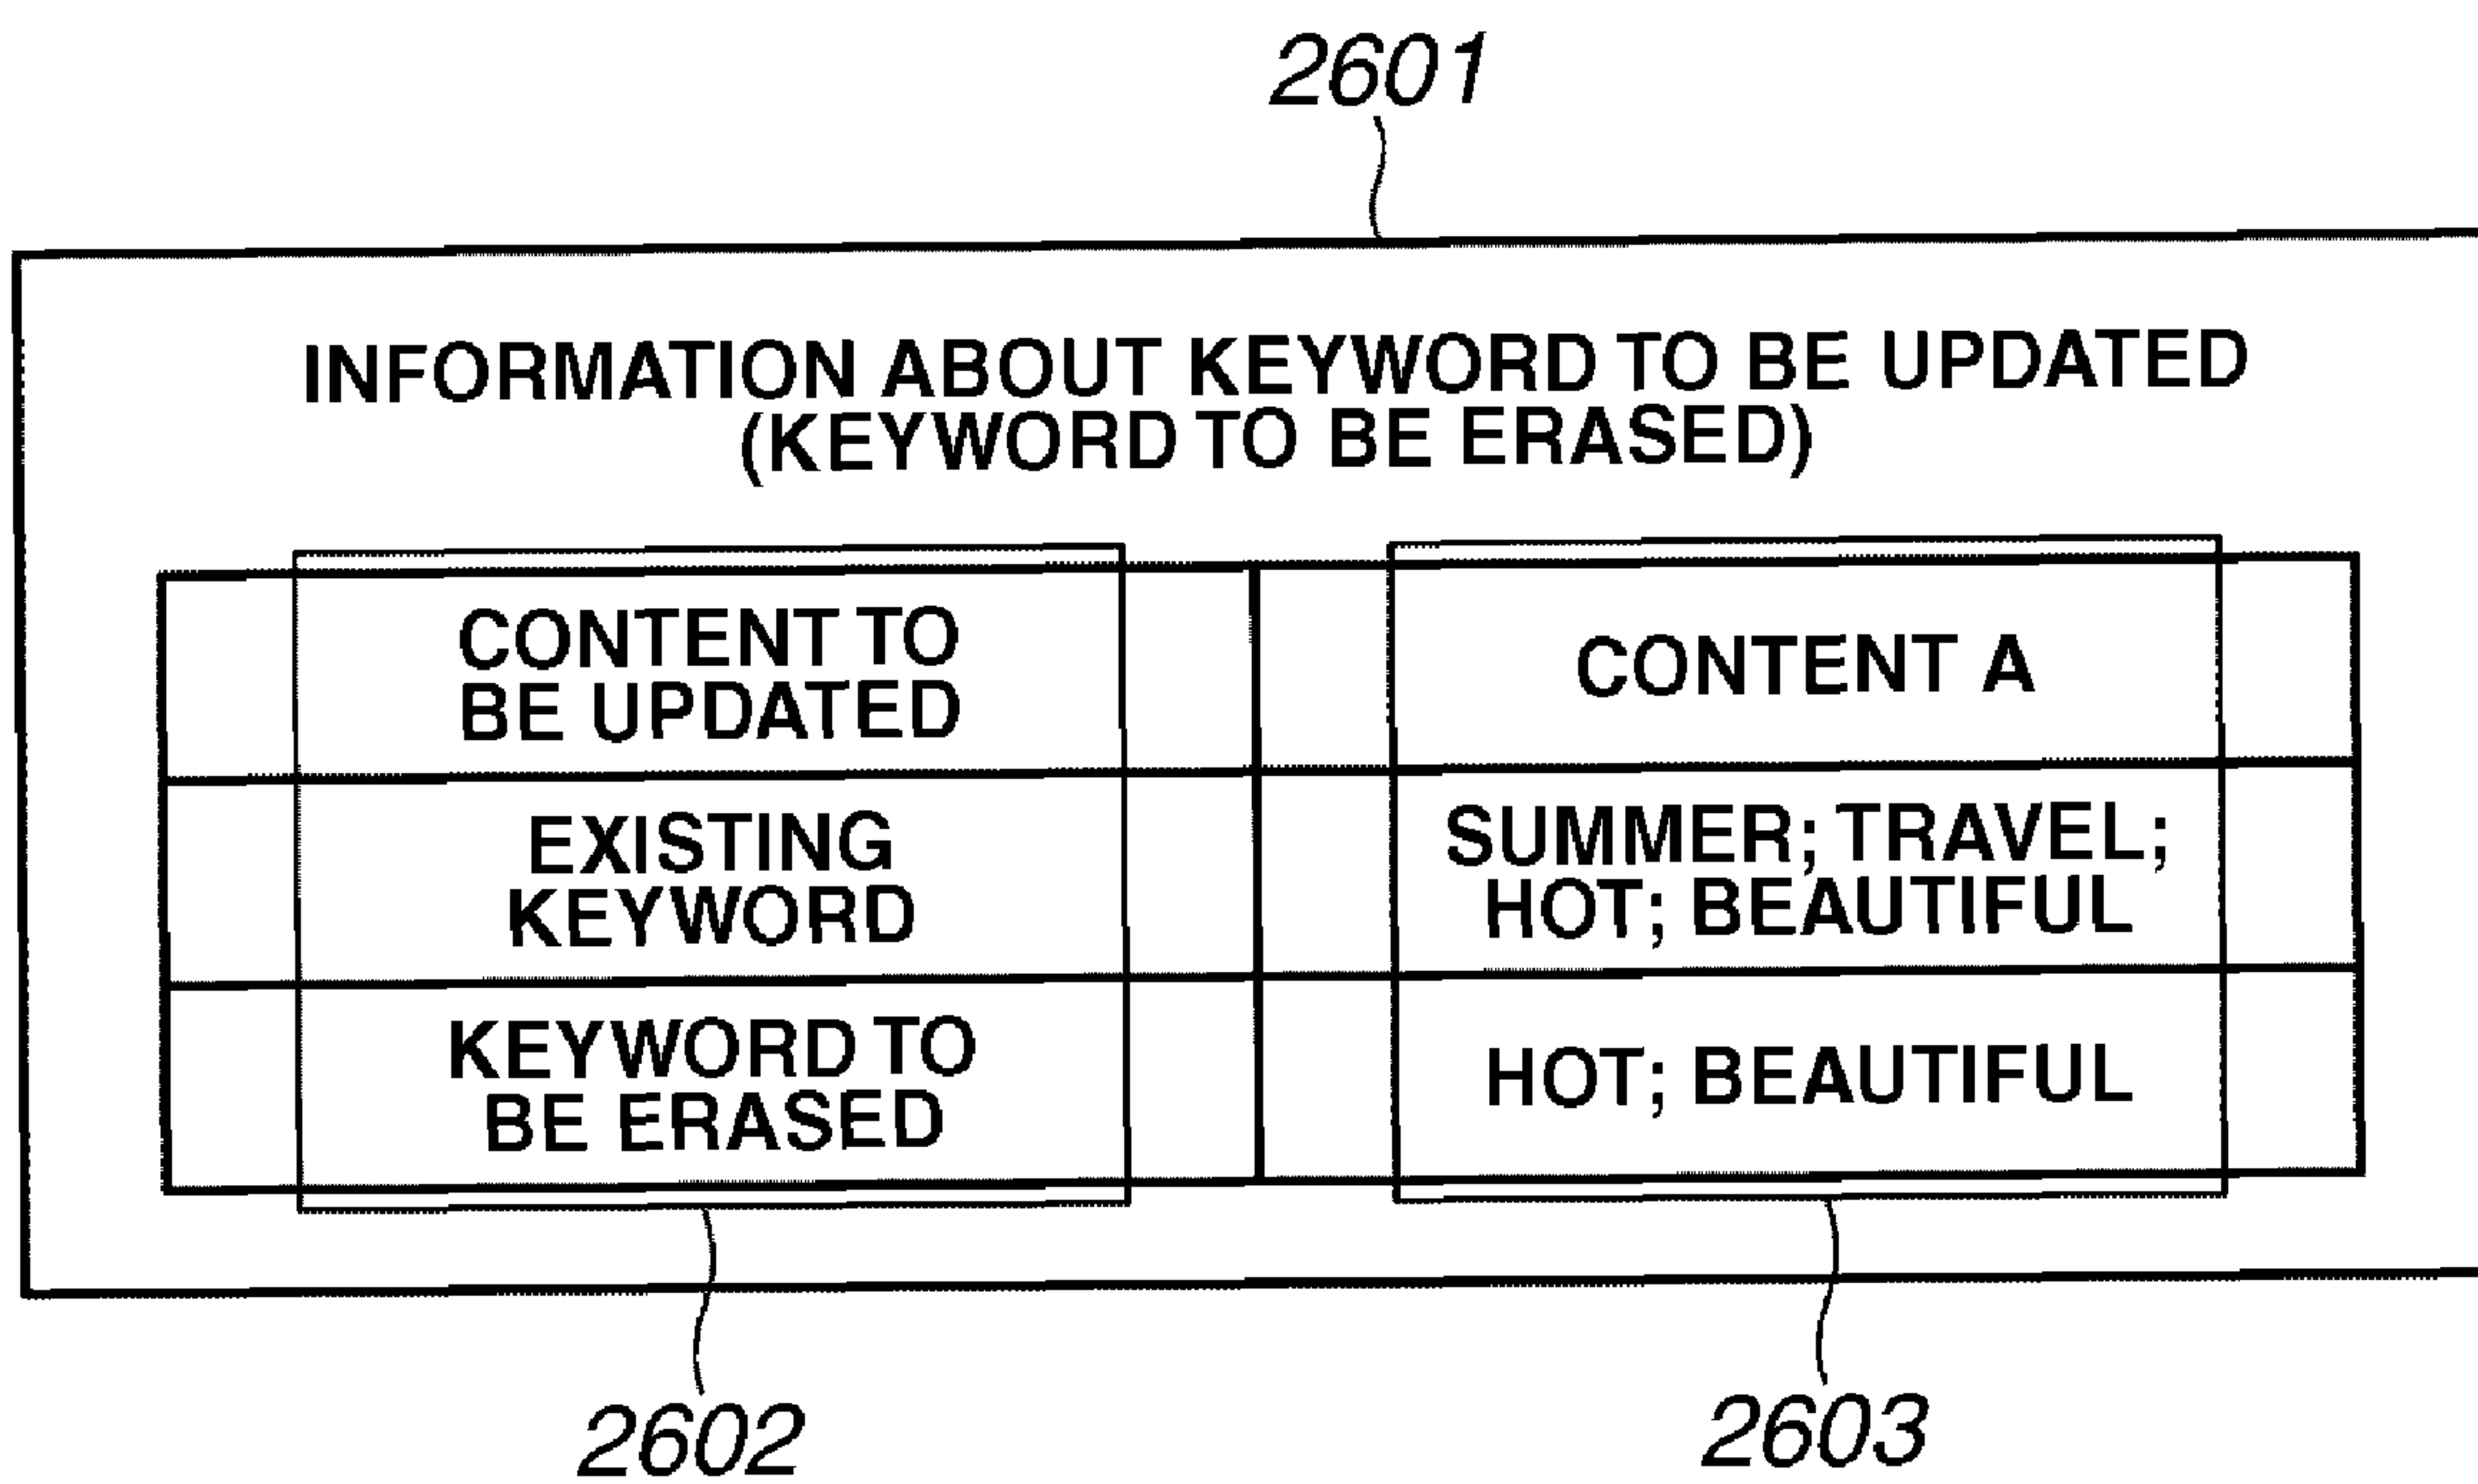 2601
INFORMATION ABOUT KEYWORD TO BE UPDATED
(KEYWORD TO BE ERASED)
CONTENT TO
BE UPDATED
CONTENT A
EXISTING
KEYWORD
SUMMER; TRAVEL;
HOT; BEAUTIFUL
KEYWORD TO
BE ERASED
HOT; BEAUTIFUL
2602
2603